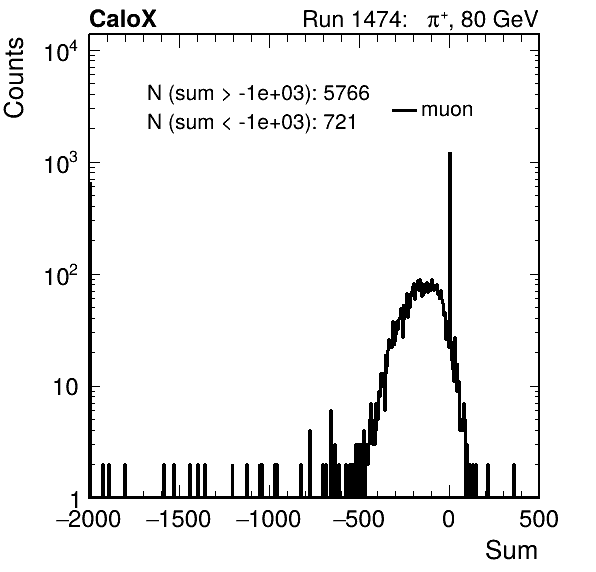 CaloX Run 1474: π⁺, 80 GeV
Counts
N (sum > -1e+03): 5766
N (sum < -1e+03): 721
muon
10⁴
10³
10²
10
1
−2000 −1500 −1000 −500 0 500
Sum